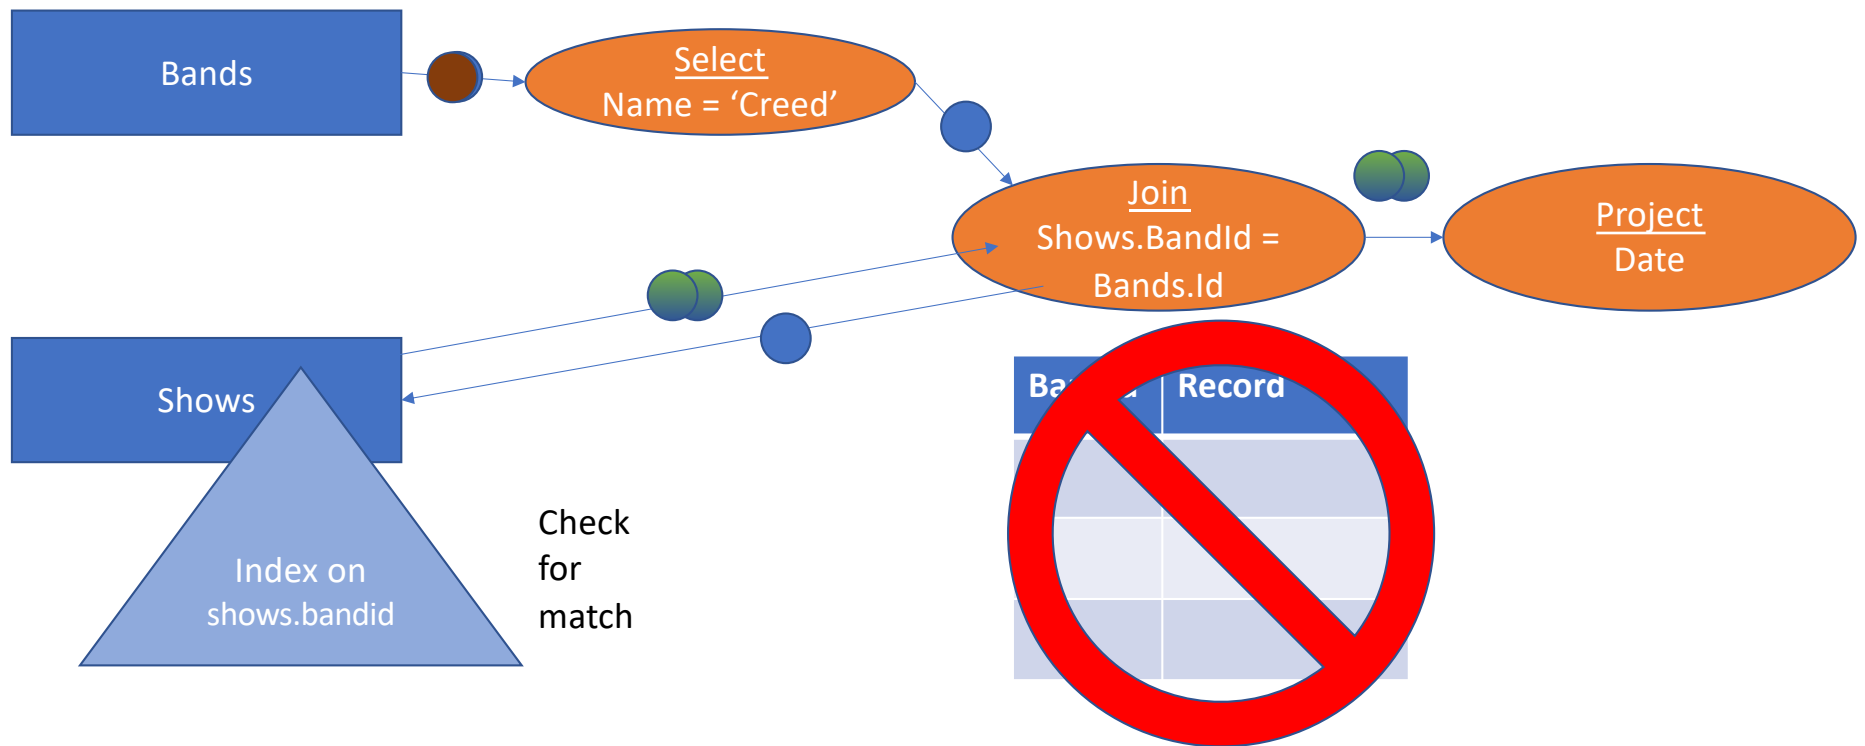 Bands
Select
Name = ‘Creed’
Join
Shows.BandId =
Bands.Id
Project
Date
Shows
Index on
shows.bandid
Check
for
match
Record